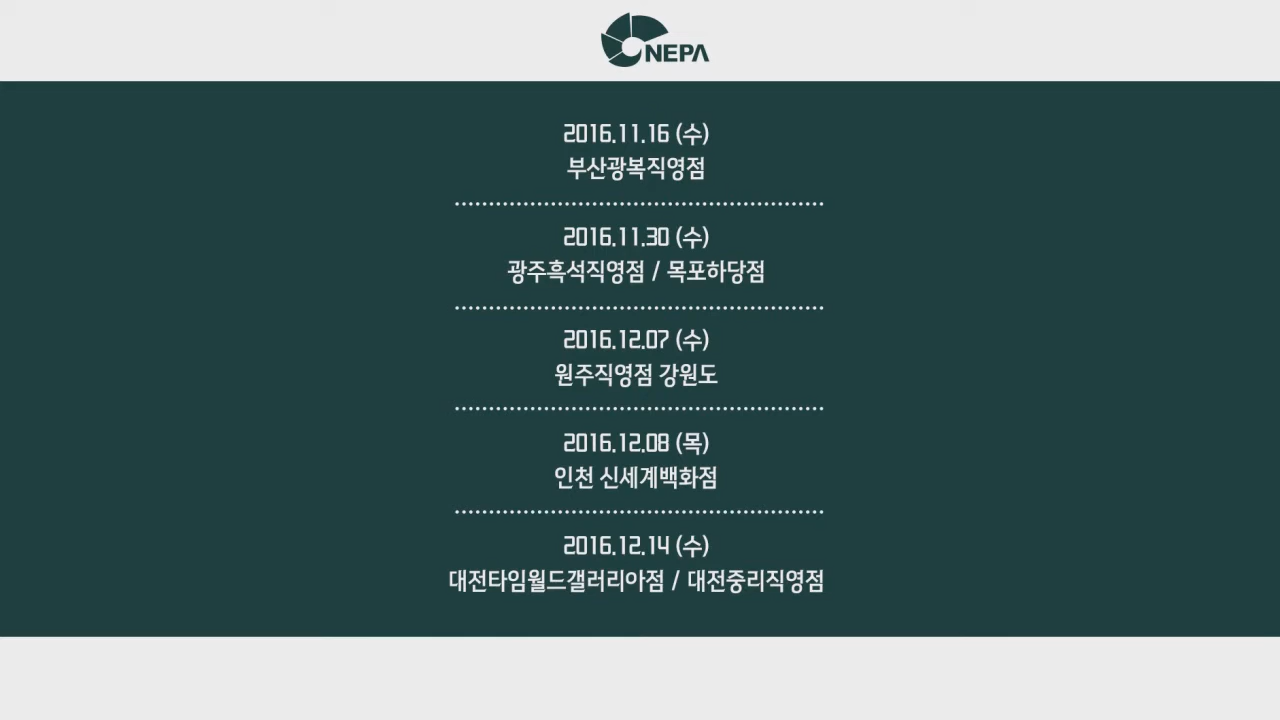 NEPA
2016.11.16 (수)
부산광복직영점
2016.11.30 (수)
광주흑석직영점 / 목포하당점
2016.12.07 (수)
원주직영점 강원도
2016.12.08 (목)
인천 신세계백화점
2016.12.14 (수)
대전타임월드갤러리아점 / 대전중리직영점